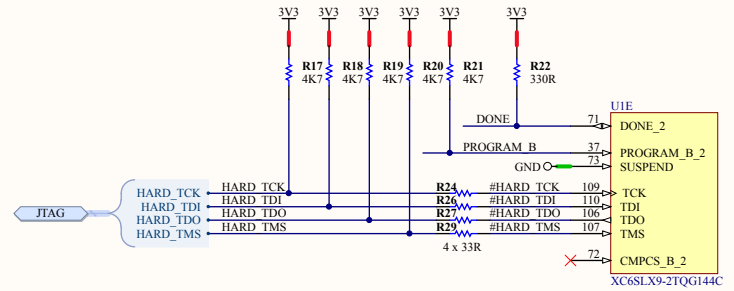 3V3 3V3 3V3 3V3 3V3 3V3
R17 R18 R19 R20 R21 R22
4K7 4K7 4K7 4K7 4K7 330R
U1E
DONE 71 DONE_2
PROGRAM_B 37 PROGRAM_B_2
GND 73 SUSPEND
HARD_TCK HARD_TCK R24 #HARD_TCK 109 TCK
HARD_TDI HARD_TDI R26 #HARD_TDI 110 TDI
JTAG
HARD_TDO HARD_TDO R27 #HARD_TDO 106 TDO
HARD_TMS HARD_TMS R29 #HARD_TMS 107 TMS
4 x 33R
72 CMPCS_B_2
XC6SLX9-2TQG144C